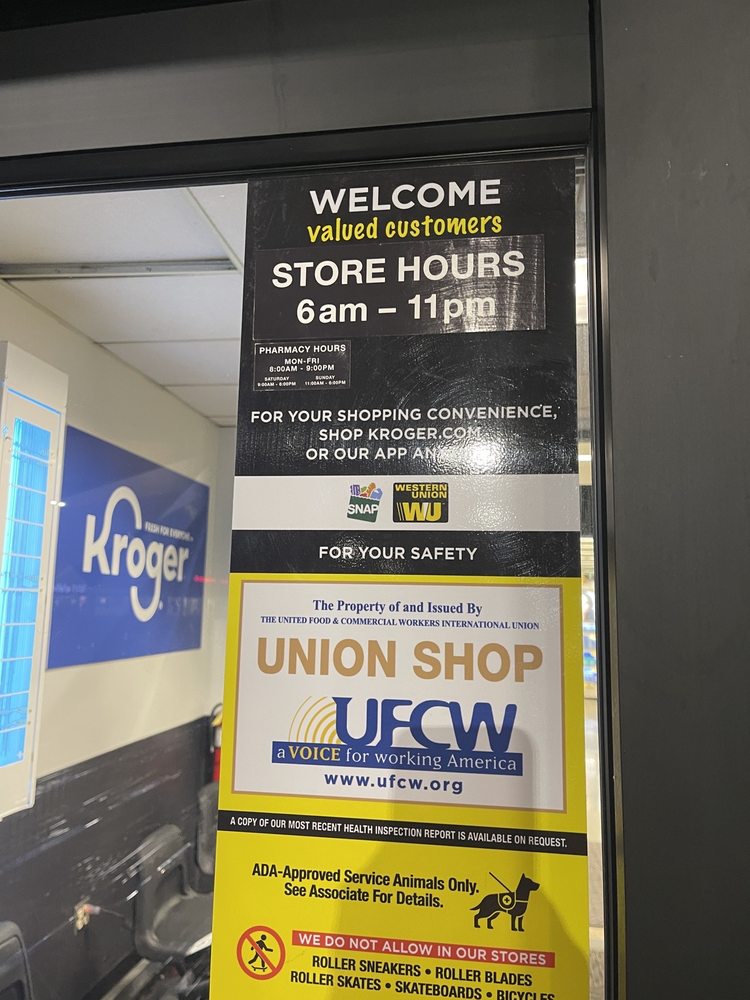 WELCOME
valued customers
STORE HOURS
6am – 11pm
PHARMACY HOURS
MON-FRI
8:00AM - 9:00PM
SATURDAY SUNDAY
9:00AM - 6:00PM 11:00AM - 6:00PM
FOR YOUR SHOPPING CONVENIENCE,
SHOP KROGER.COM
OR OUR APP
SNAP
WESTERN
UNION
WU
FOR YOUR SAFETY
FRESH FOR EVERYONE
Kroger
The Property of and Issued By
THE UNITED FOOD & COMMERCIAL WORKERS INTERNATIONAL UNION
UNION SHOP
UFCW
a VOICE for working America
www.ufcw.org
A COPY OF OUR MOST RECENT HEALTH INSPECTION REPORT IS AVAILABLE ON REQUEST.
ADA-Approved Service Animals Only.
See Associate For Details.
WE DO NOT ALLOW IN OUR STORES
ROLLER SNEAKERS • ROLLER BLADES
ROLLER SKATES • SKATEBOARDS • BICYCLES